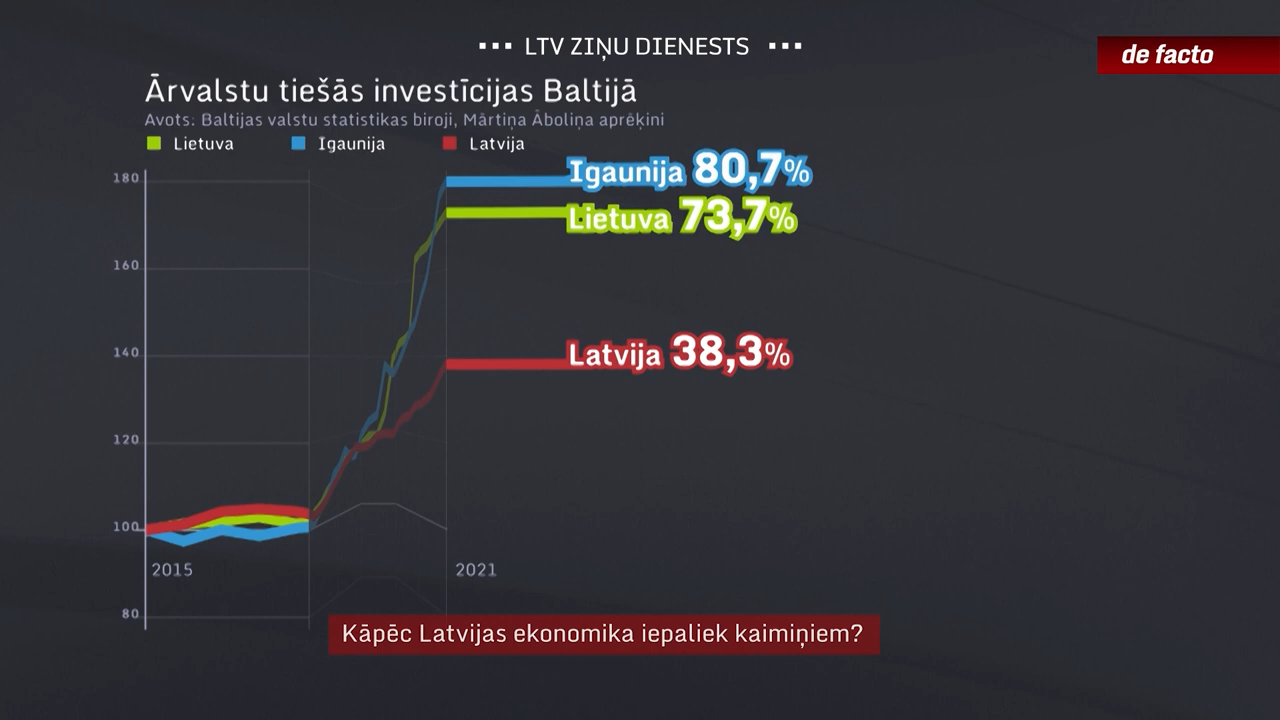 LTV ZIŅU DIENESTS
de facto
Ārvalstu tiešās investīcijas Baltijā
Avots: Baltijas valstu statistikas biroji, Mārtiņa Āboliņa aprēķini
Lietuva Igaunija Latvija
180
Igaunija 80,7%
Lietuva 73,7%
160
140
Latvija 38,3%
120
100
2015 2021
80
Kāpēc Latvijas ekonomika iepaliek kaimiņiem?